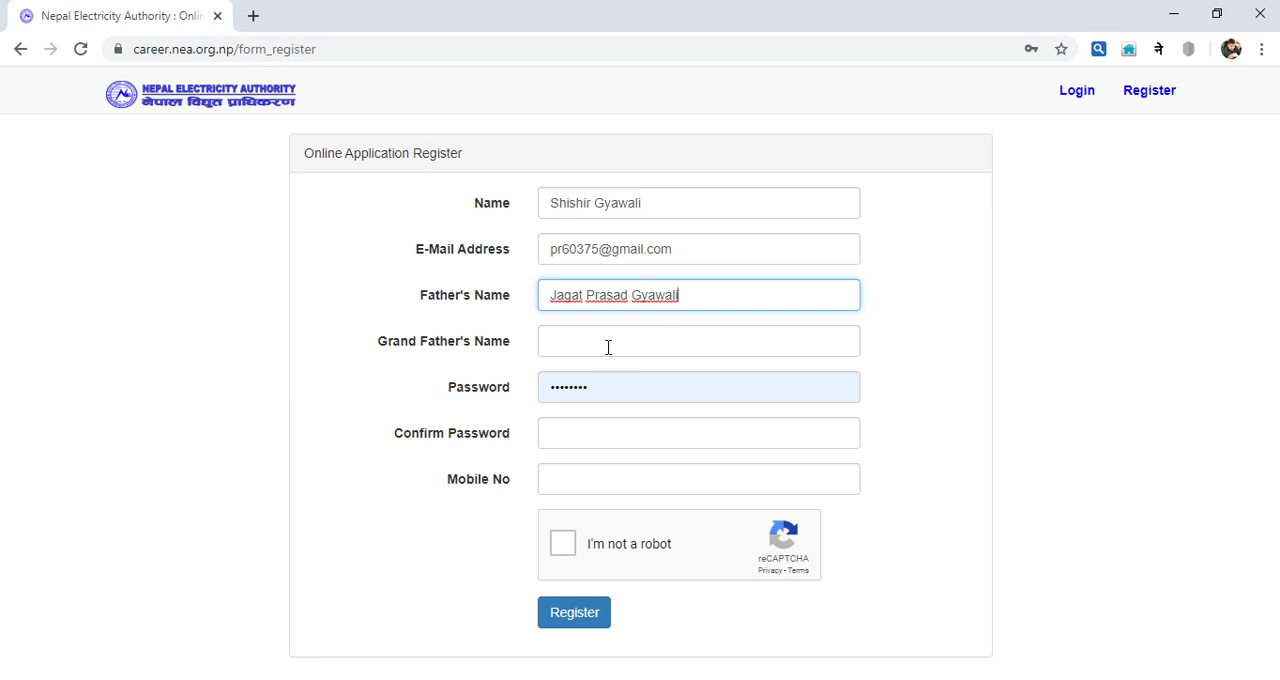 Nepal Electricity Authority : Onlin
career.nea.org.np/form_register
ने
NEPAL ELECTRICITY AUTHORITY
नेपाल विद्युत प्राधिकरण
Login Register
Online Application Register
Name Shishir Gyawali
E-Mail Address pr60375@gmail.com
Father's Name Jagat Prasad Gyawali
Grand Father's Name
Password ••••••••
Confirm Password
Mobile No
I'm not a robot
reCAPTCHA
Privacy - Terms
Register